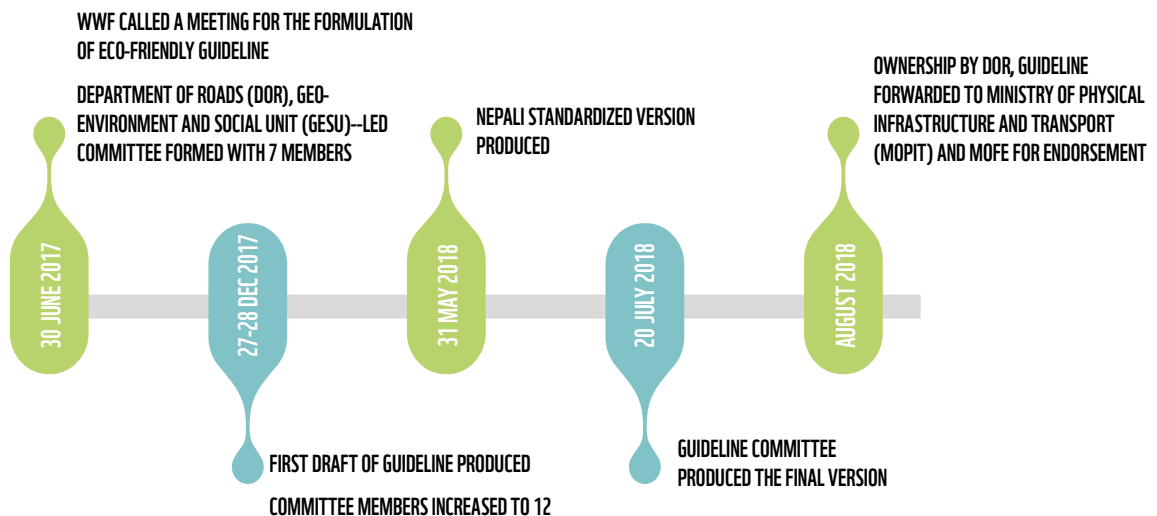 WWF CALLED A MEETING FOR THE FORMULATION
OF ECO-FRIENDLY GUIDELINE
DEPARTMENT OF ROADS (DOR), GEO-
ENVIRONMENT AND SOCIAL UNIT (GESU)--LED
COMMITTEE FORMED WITH 7 MEMBERS
30 JUNE 2017
27-28 DEC 2017
FIRST DRAFT OF GUIDELINE PRODUCED
COMMITTEE MEMBERS INCREASED TO 12
NEPALI STANDARDIZED VERSION
PRODUCED
31 MAY 2018
20 JULY 2018
GUIDELINE COMMITTEE
PRODUCED THE FINAL VERSION
OWNERSHIP BY DOR, GUIDELINE
FORWARDED TO MINISTRY OF PHYSICAL
INFRASTRUCTURE AND TRANSPORT
(MOPIT) AND MOFE FOR ENDORSEMENT
AUGUST 2018